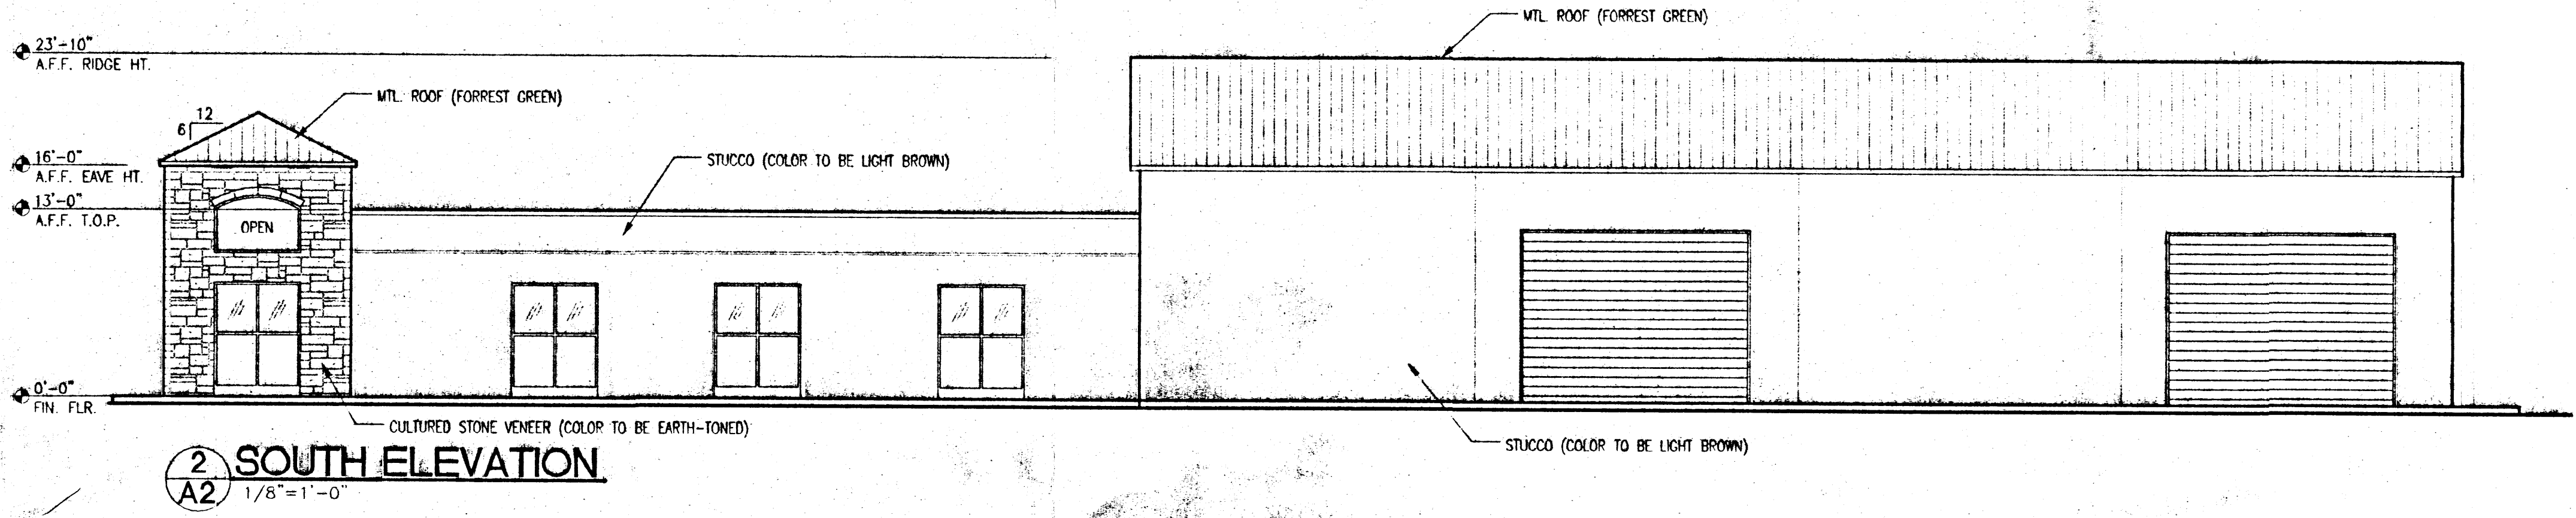 MTL. ROOF (FORREST GREEN)
23'-10"
A.F.F. RIDGE HT.
MTL. ROOF (FORREST GREEN)
12
6
16'-0"
A.F.F. EAVE HT.
STUCCO (COLOR TO BE LIGHT BROWN)
13'-0"
A.F.F. T.O.P.
OPEN
0'-0"
FIN. FLR.
CULTURED STONE VENEER (COLOR TO BE EARTH-TONED)
STUCCO (COLOR TO BE LIGHT BROWN)
2
A2
SOUTH ELEVATION
1/8"=1'-0"